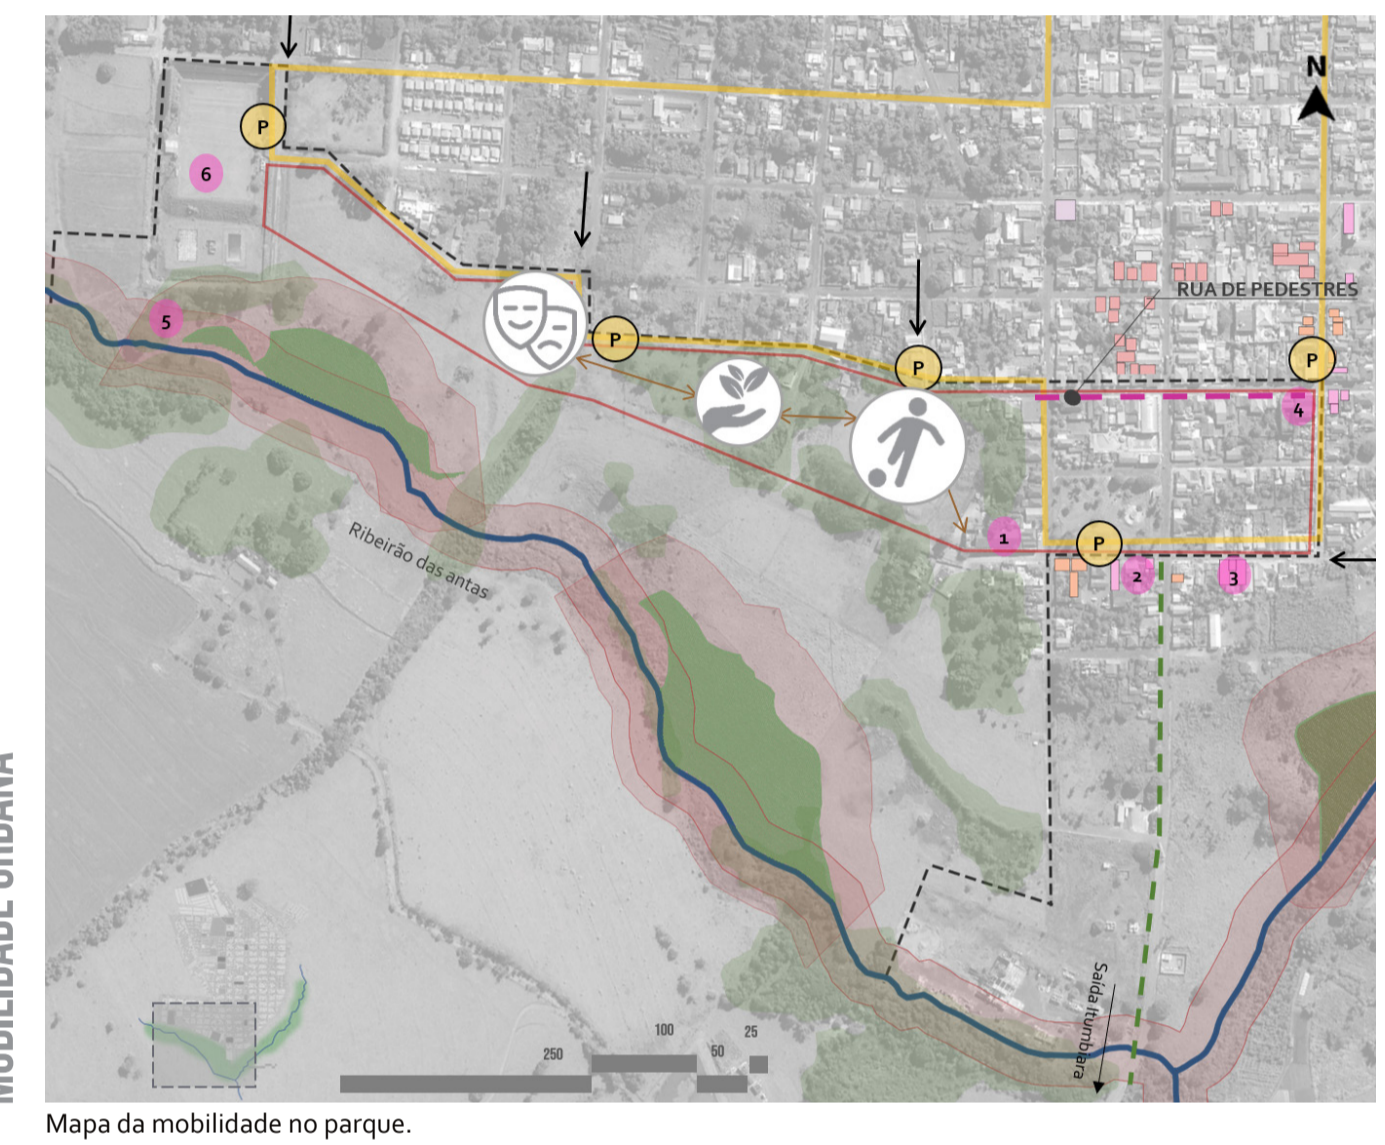 N
P
6
RUA DE PEDESTRES
5
P
P
P
4
Ribeirão das antas
1
P
2
3
Saída Itumbiara
MOBILIDADE URBANA
250
100
50
25
Mapa da mobilidade no parque.